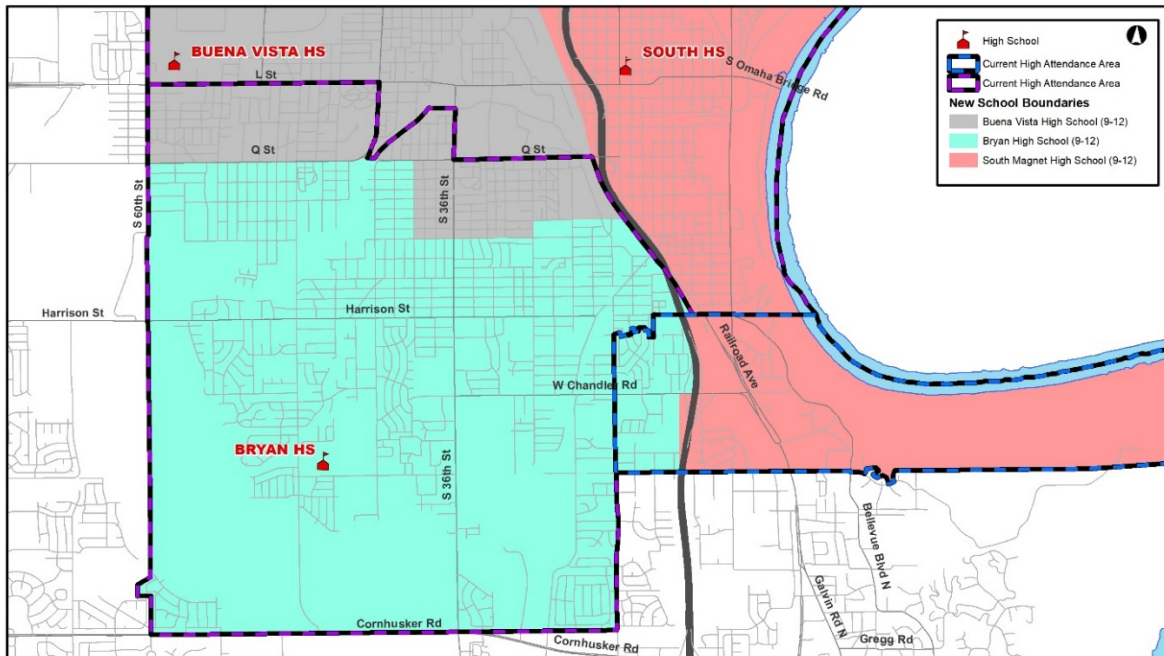 BUENA VISTA HS
SOUTH HS
L St
S Omaha Bridge Rd
Q St
Q St
S 60th St
S 36th St
Harrison St
Harrison St
Railroad Ave
W Chandler Rd
BRYAN HS
S 36th St
Bellevue Blvd N
Galvin Rd N
Cornhusker Rd
Cornhusker Rd
Gregg Rd
High School
Current High Attendance Area
Current High Attendance Area
New School Boundaries
Buena Vista High School (9-12)
Bryan High School (9-12)
South Magnet High School (9-12)